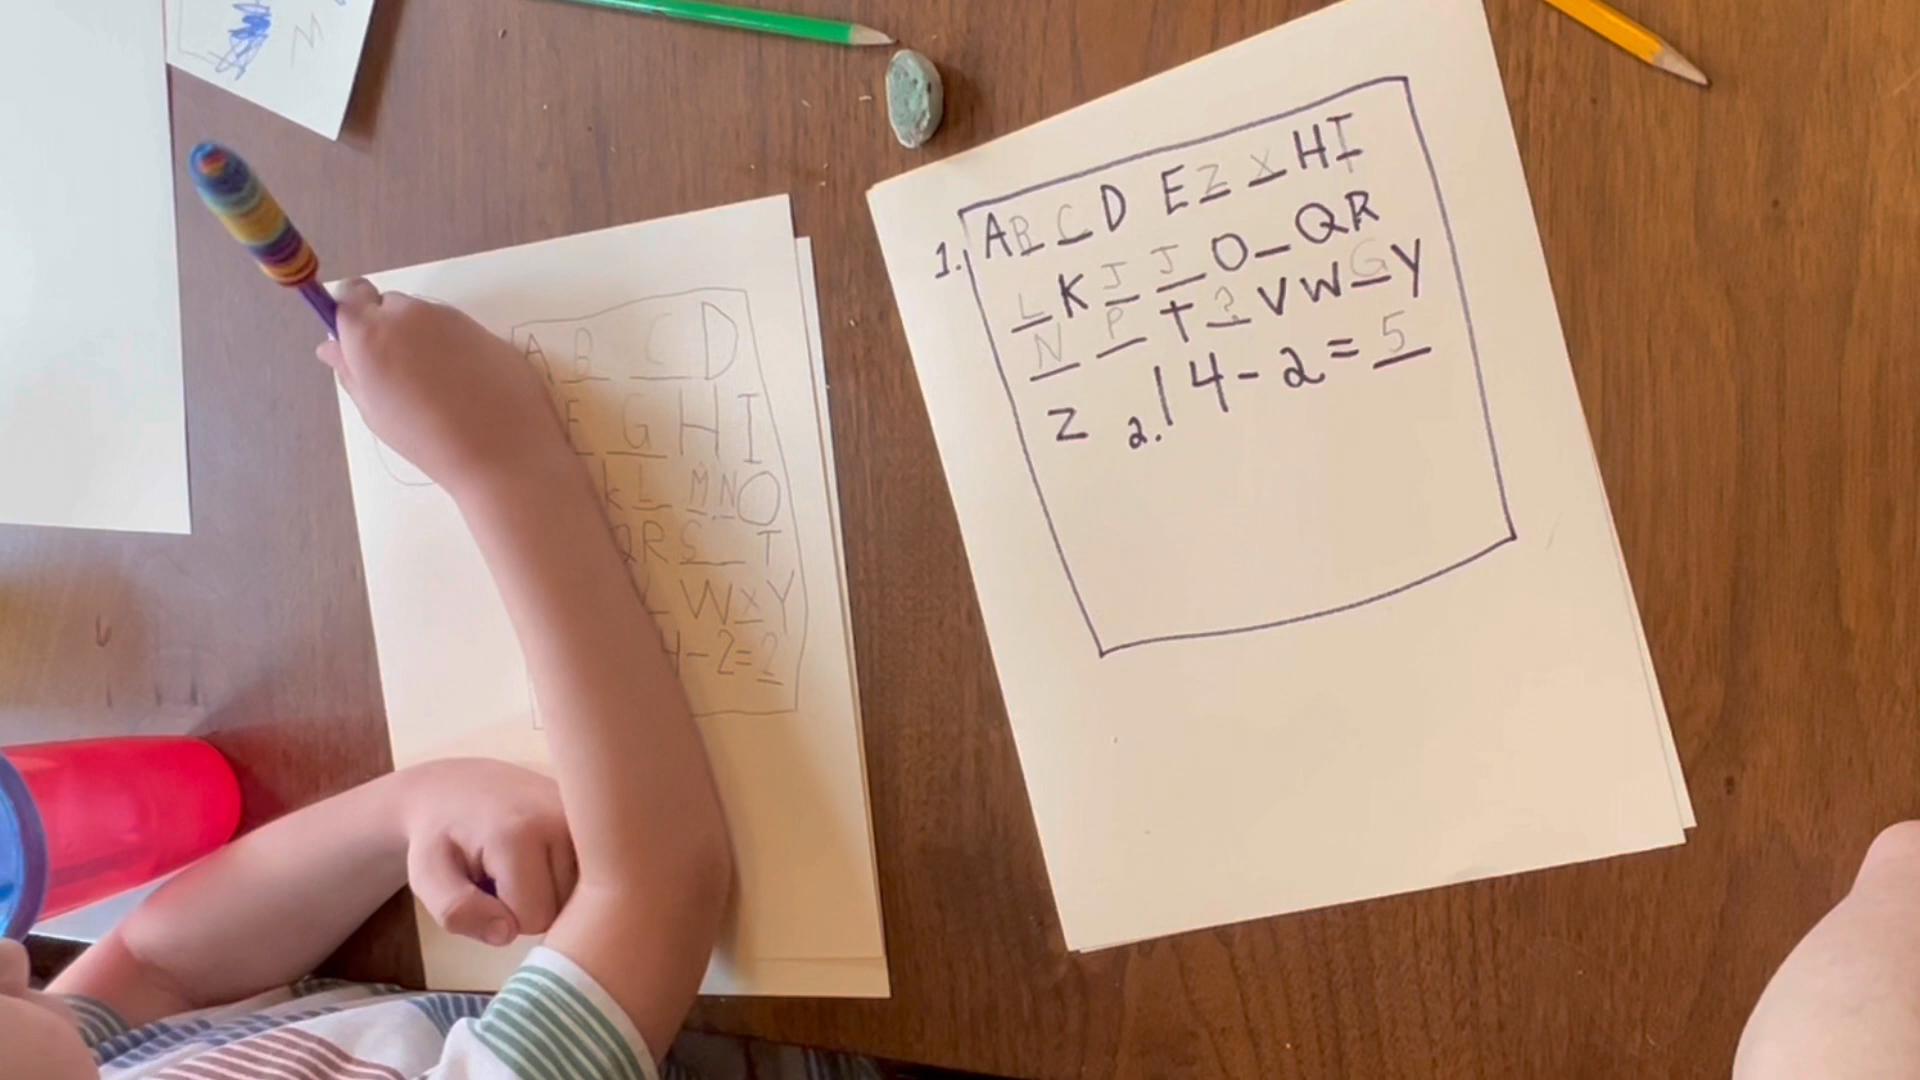 M
A B C D
E G H I
K L M N O
Q R S _ T
W X Y
4-2=2
1. A B C D E Z X H I
L K J J O _ Q R
N P T ? V W G Y
Z 2. 14-2=5